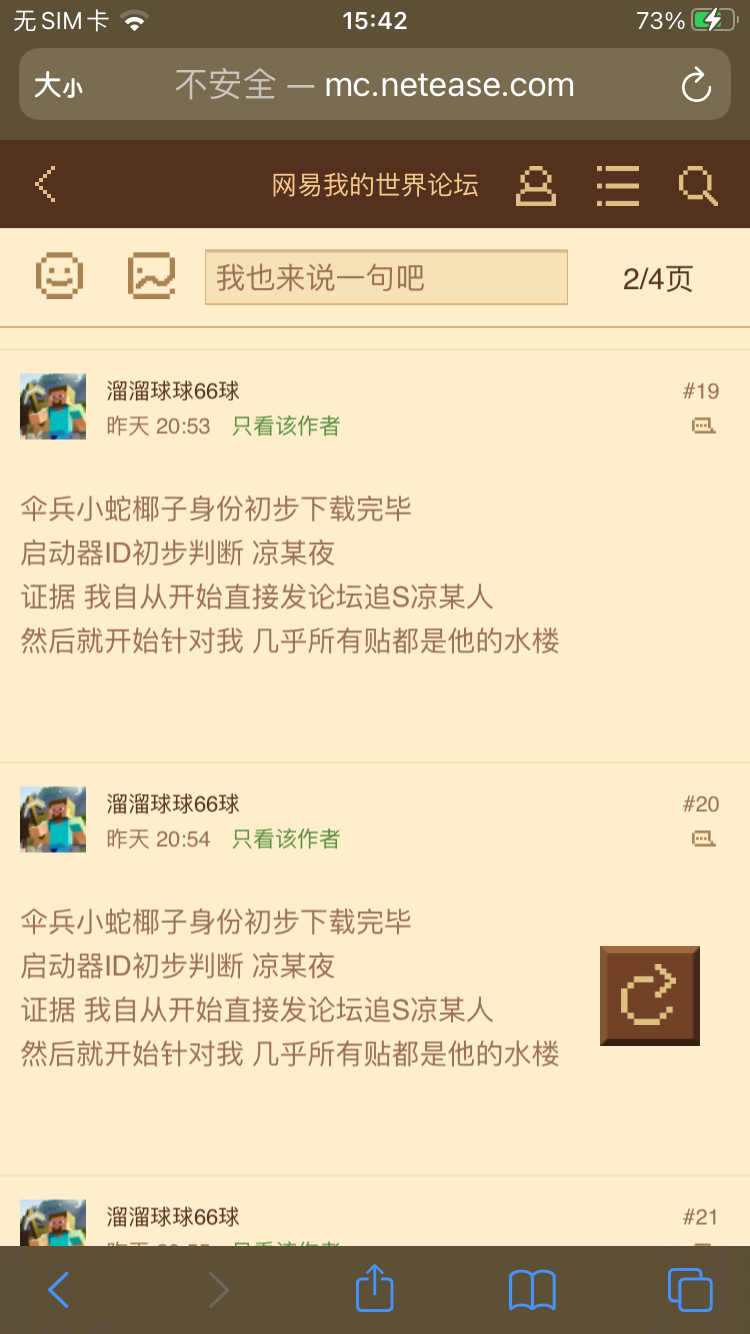 无SIM卡
15:42
73%
大小
不安全 — mc.netease.com
网易我的世界论坛
我也来说一句吧
2/4页
溜溜球球66球
#19
昨天 20:53 只看该作者
伞兵小蛇椰子身份初步下载完毕
启动器ID初步判断 凉某夜
证据 我自从开始直接发论坛追S凉某人
然后就开始针对我 几乎所有贴都是他的水楼
溜溜球球66球
#20
昨天 20:54 只看该作者
伞兵小蛇椰子身份初步下载完毕
启动器ID初步判断 凉某夜
证据 我自从开始直接发论坛追S凉某人
然后就开始针对我 几乎所有贴都是他的水楼
溜溜球球66球
#21